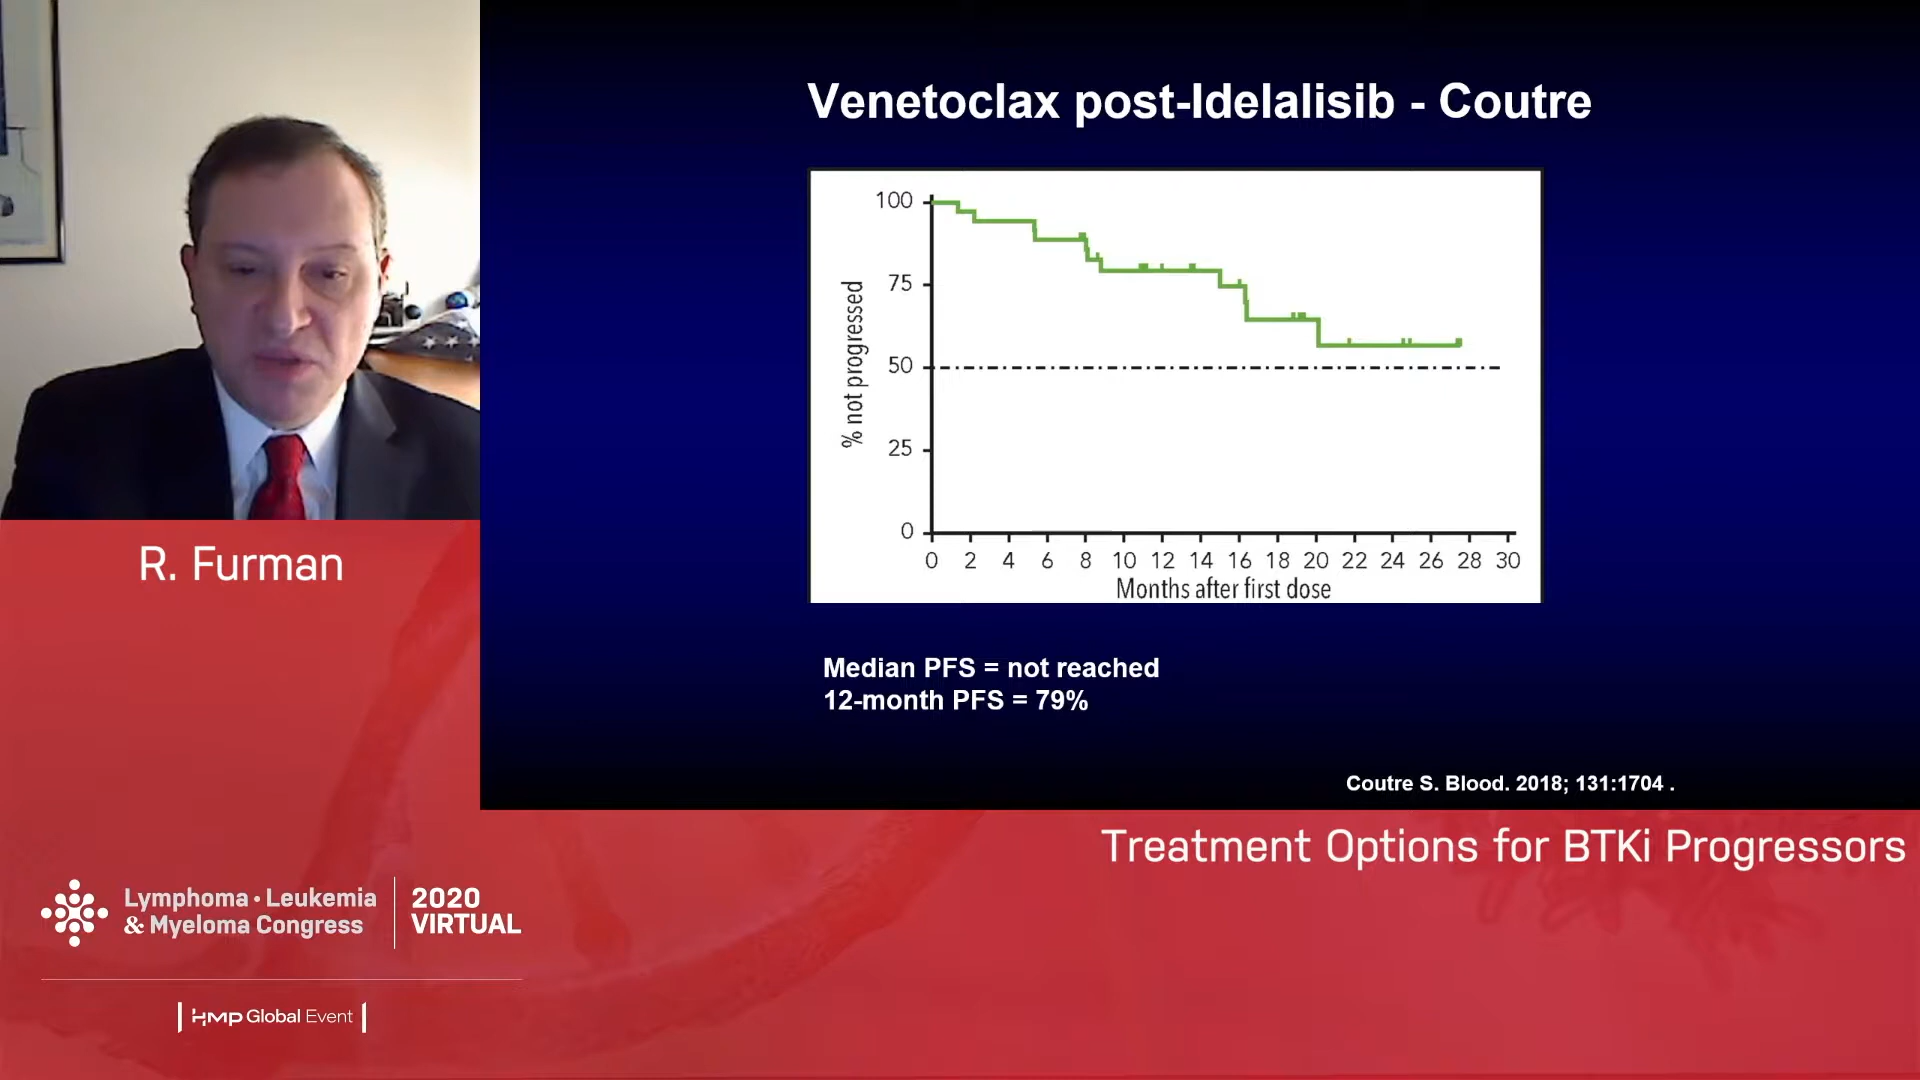 Venetoclax post-Idelalisib - Coutre
100
75
50
25
0
% not progressed
0 2 4 6 8 10 12 14 16 18 20 22 24 26 28 30
Months after first dose
Median PFS = not reached
12-month PFS = 79%
Coutre S. Blood. 2018; 131:1704 .
R. Furman
Treatment Options for BTKi Progressors
Lymphoma • Leukemia
& Myeloma Congress
2020
VIRTUAL
HMP Global Event